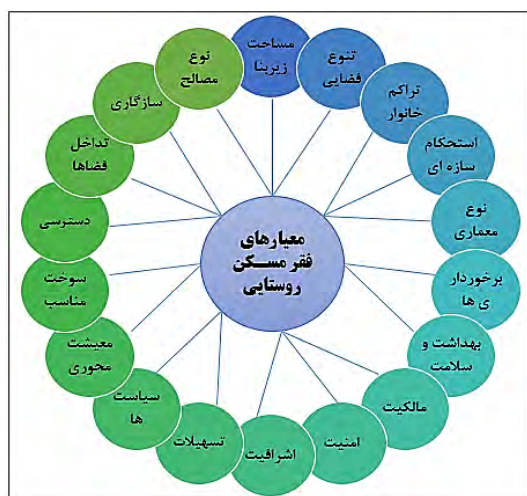 معیارهای
فقر مسکن
روستایی
مساحت
زیربنا
تنوع
فضایی
تراکم
خانوار
استحکام
سازه ای
نوع
معماری
برخوردار
ی ها
بهداشت و
سلامت
مالکیت
امنیت
اشرافیت
تسهیلات
سیاست
ها
معیشت
محوری
سوخت
مناسب
دسترسی
تداخل
فضاها
سازگاری
نوع
مصالح